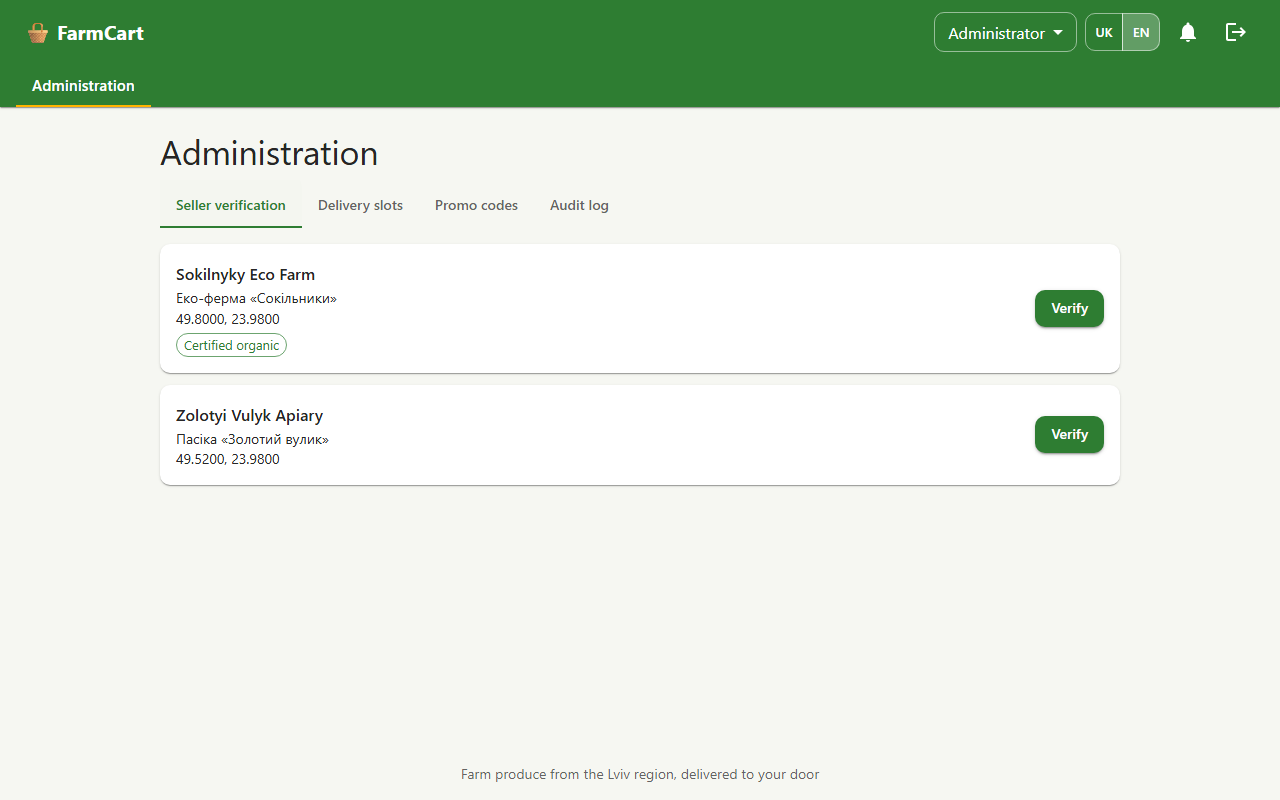 FarmCart
Administrator
UK
EN
Administration
Administration
Seller verification
Delivery slots
Promo codes
Audit log
Sokilnyky Eco Farm
Еко-ферма «Сокільники»
49.8000, 23.9800
Certified organic
Verify
Zolotyi Vulyk Apiary
Пасіка «Золотий вулик»
49.5200, 23.9800
Verify
Farm produce from the Lviv region, delivered to your door